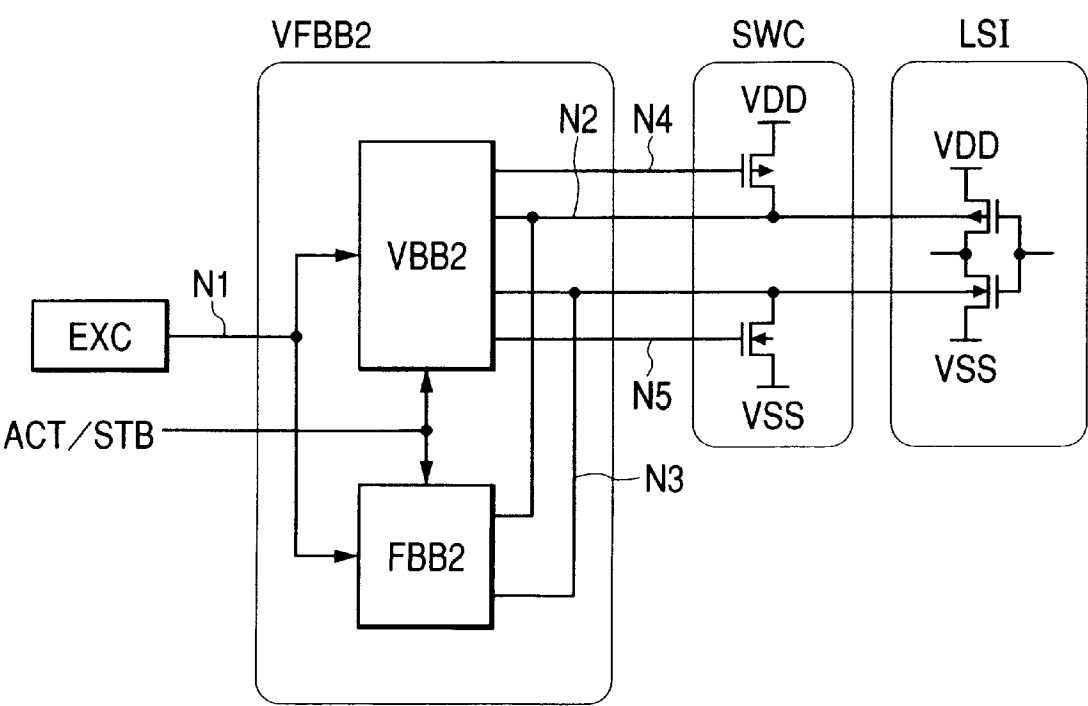 VFBB2
SWC
LSI
VDD
N2
N4
VDD
VBB2
N1
EXC
N5
VSS
VSS
ACT/STB
N3
FBB2